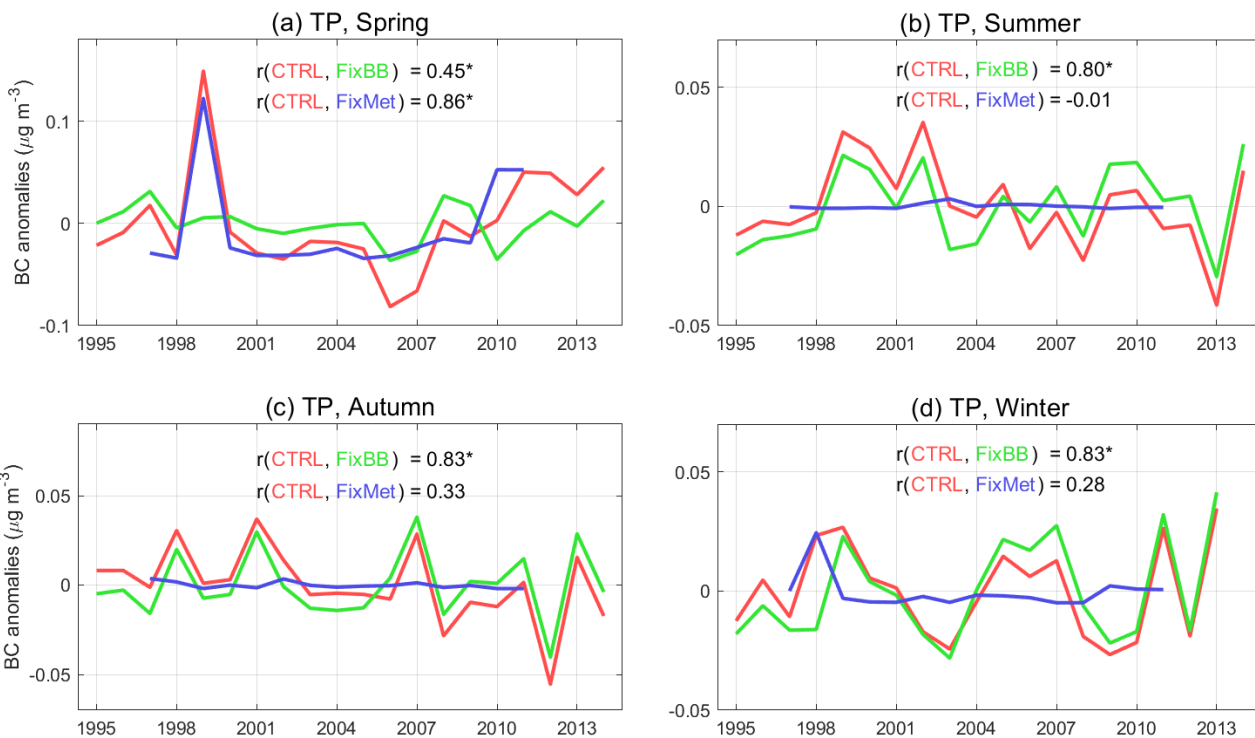 (a) TP, Spring
BC anomalies (μg m⁻³)
r(CTRL, FixBB) = 0.45*
r(CTRL, FixMet) = 0.86*
0.1
0
-0.1
1995 1998 2001 2004 2007 2010 2013
(b) TP, Summer
r(CTRL, FixBB) = 0.80*
r(CTRL, FixMet) = -0.01
0.05
0
-0.05
1995 1998 2001 2004 2007 2010 2013
(c) TP, Autumn
BC anomalies (μg m⁻³)
r(CTRL, FixBB) = 0.83*
r(CTRL, FixMet) = 0.33
0.05
0
-0.05
1995 1998 2001 2004 2007 2010 2013
(d) TP, Winter
r(CTRL, FixBB) = 0.83*
r(CTRL, FixMet) = 0.28
0.05
0
-0.05
1995 1998 2001 2004 2007 2010 2013